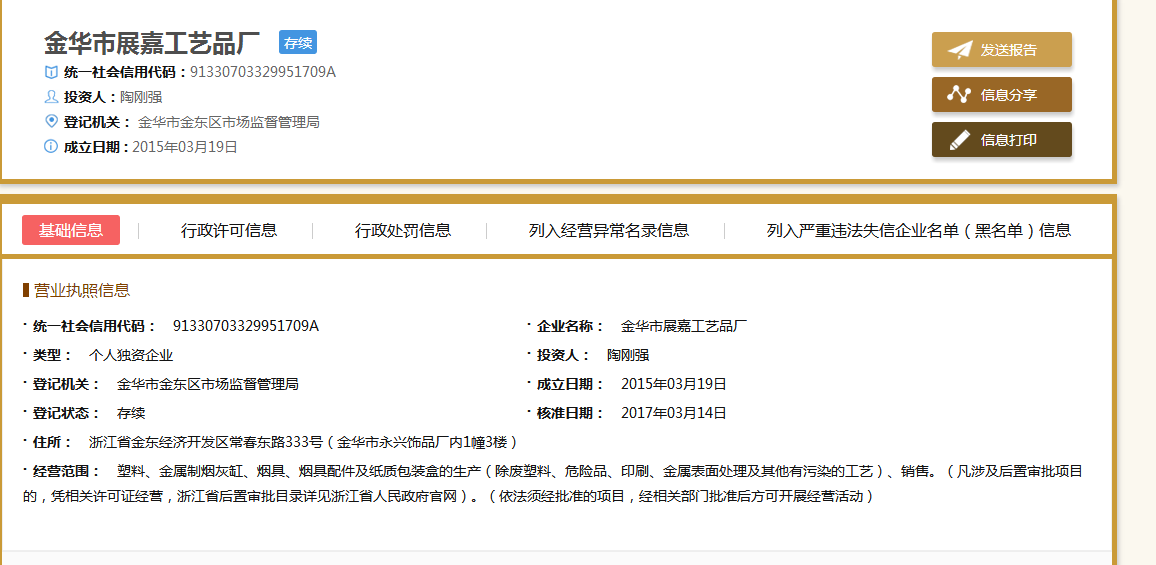 金华市展嘉工艺品厂 存续
统一社会信用代码：91330703329951709A
投资人：陶刚强
登记机关： 金华市金东区市场监督管理局
成立日期：2015年03月19日
发送报告
信息分享
信息打印
基础信息 行政许可信息 行政处罚信息 列入经营异常名录信息 列入严重违法失信企业名单（黑名单）信息
营业执照信息
· 统一社会信用代码： 91330703329951709A · 企业名称： 金华市展嘉工艺品厂
· 类型： 个人独资企业 · 投资人： 陶刚强
· 登记机关： 金华市金东区市场监督管理局 · 成立日期： 2015年03月19日
· 登记状态： 存续 · 核准日期： 2017年03月14日
· 住所： 浙江省金东经济开发区常春东路333号（金华市永兴饰品厂内1幢3楼）
· 经营范围： 塑料、金属制烟灰缸、烟具、烟具配件及纸质包装盒的生产（除废塑料、危险品、印刷、金属表面处理及其他有污染的工艺）、销售。（凡涉及后置审批项目
的，凭相关许可证经营，浙江省后置审批目录详见浙江省人民政府官网）。（依法须经批准的项目，经相关部门批准后方可开展经营活动）